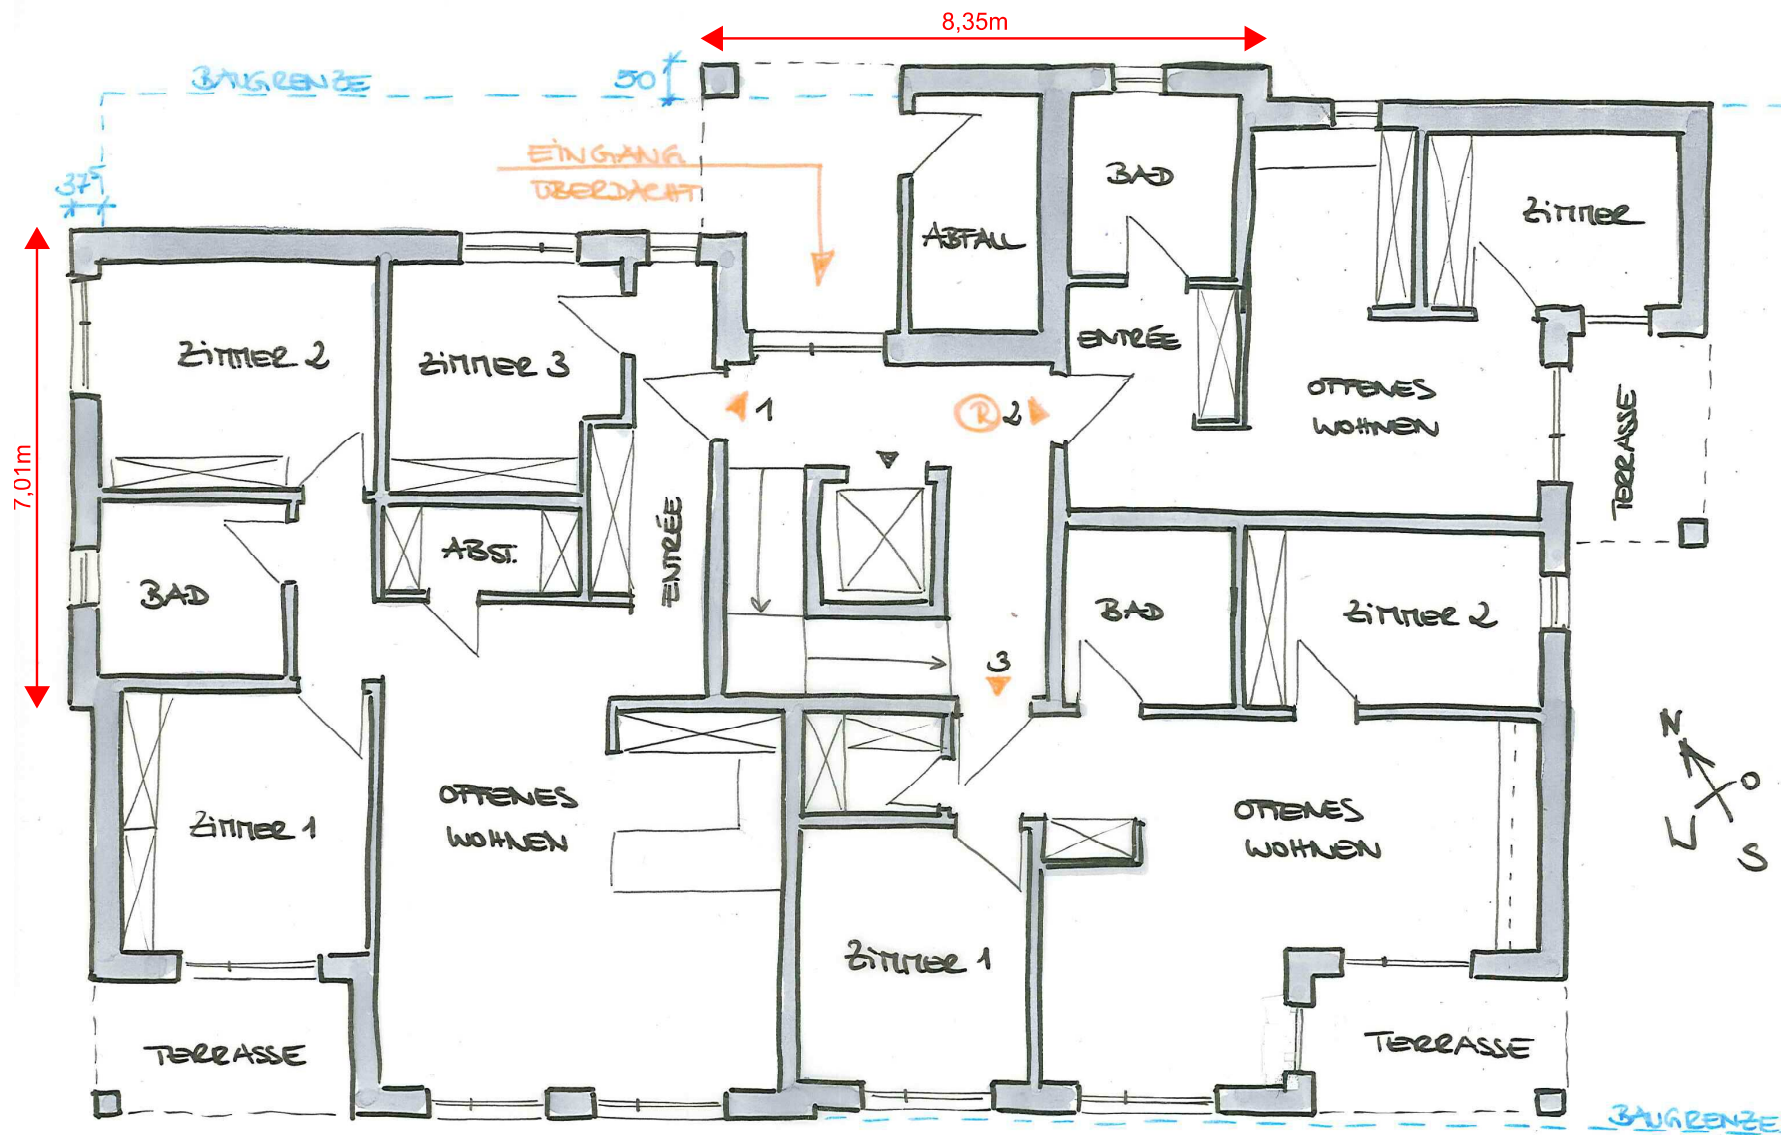 8,35m
BAUGRENZE
50
EINGANG
ÜBERDACHT
37⁵
BAD
ZIMMER
ABFALL
7,01m
ZIMMER 2
ZIMMER 3
ENTRÉE
OFFENES
WOHNEN
1
R 2
TERRASSE
ENTRÉE
ABST.
BAD
BAD
ZIMMER 2
3
N
O
W
S
ZIMMER 1
OFFENES
WOHNEN
OFFENES
WOHNEN
ZIMMER 1
TERRASSE
TERRASSE
BAUGRENZE